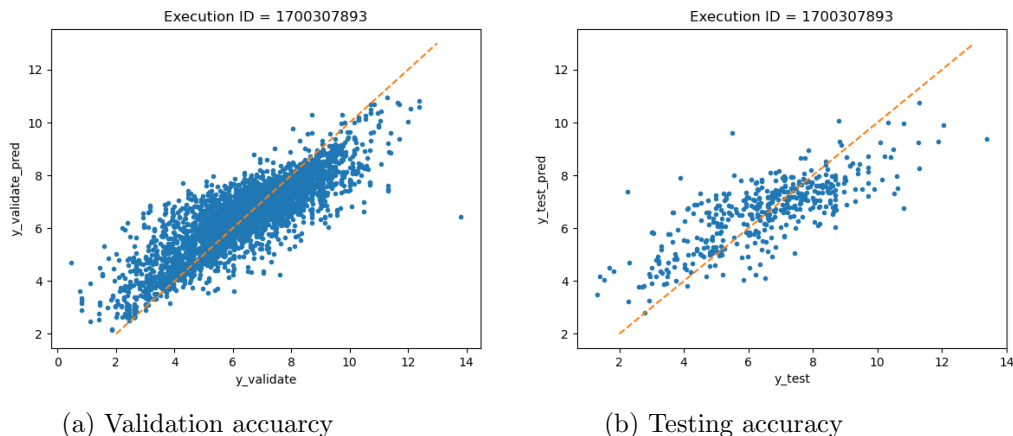 Execution ID = 1700307893
12
10
8
6
4
2
y_validate_pred
0 2 4 6 8 10 12 14
y_validate
(a) Validation accuarcy
Execution ID = 1700307893
12
10
8
6
4
2
y_test_pred
2 4 6 8 10 12 14
y_test
(b) Testing accuracy